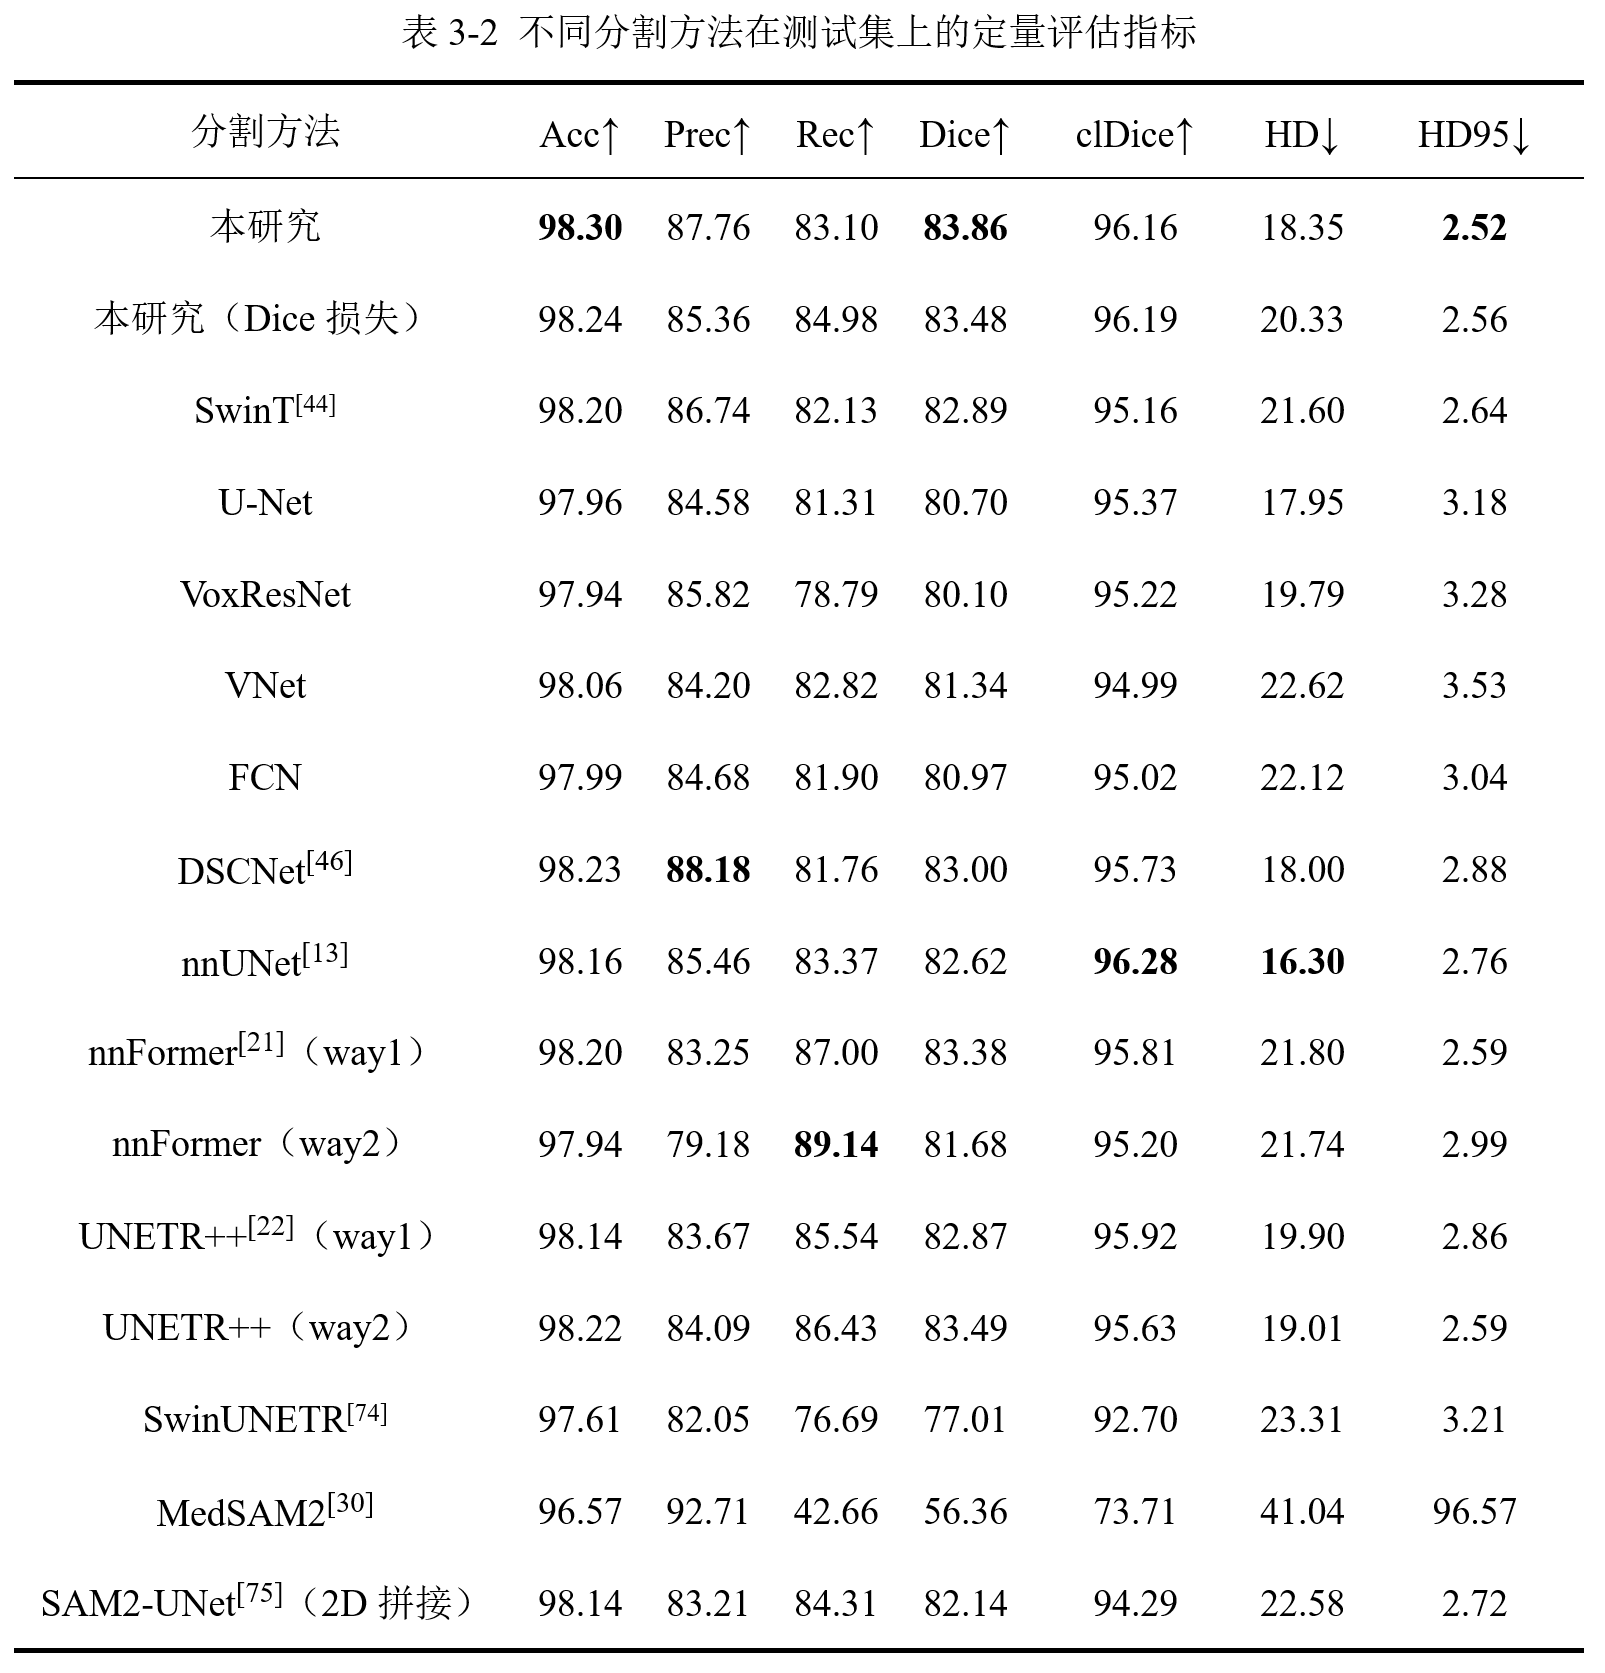 表 3-2 不同分割方法在测试集上的定量评估指标
分割方法 Acc↑ Prec↑ Rec↑ Dice↑ clDice↑ HD↓ HD95↓
本研究 98.30 87.76 83.10 83.86 96.16 18.35 2.52
本研究（Dice 损失） 98.24 85.36 84.98 83.48 96.19 20.33 2.56
SwinT[44] 98.20 86.74 82.13 82.89 95.16 21.60 2.64
U-Net 97.96 84.58 81.31 80.70 95.37 17.95 3.18
VoxResNet 97.94 85.82 78.79 80.10 95.22 19.79 3.28
VNet 98.06 84.20 82.82 81.34 94.99 22.62 3.53
FCN 97.99 84.68 81.90 80.97 95.02 22.12 3.04
DSCNet[46] 98.23 88.18 81.76 83.00 95.73 18.00 2.88
nnUNet[13] 98.16 85.46 83.37 82.62 96.28 16.30 2.76
nnFormer[21]（way1） 98.20 83.25 87.00 83.38 95.81 21.80 2.59
nnFormer（way2） 97.94 79.18 89.14 81.68 95.20 21.74 2.99
UNETR++[22]（way1） 98.14 83.67 85.54 82.87 95.92 19.90 2.86
UNETR++（way2） 98.22 84.09 86.43 83.49 95.63 19.01 2.59
SwinUNETR[74] 97.61 82.05 76.69 77.01 92.70 23.31 3.21
MedSAM2[30] 96.57 92.71 42.66 56.36 73.71 41.04 96.57
SAM2-UNet[75]（2D 拼接） 98.14 83.21 84.31 82.14 94.29 22.58 2.72